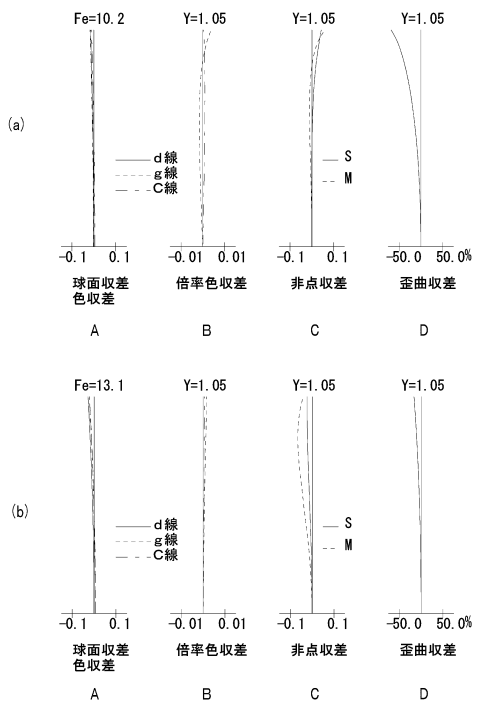 Fe=10.2 Y=1.05 Y=1.05 Y=1.05
(a)
d線
g線
C線
S
M
-0.1 0.1 -0.01 0.01 -0.1 0.1 -50.0 50.0%
球面収差 倍率色収差 非点収差 歪曲収差
色収差
A B C D
Fe=13.1 Y=1.05 Y=1.05 Y=1.05
(b)
d線
g線
C線
S
M
-0.1 0.1 -0.01 0.01 -0.1 0.1 -50.0 50.0%
球面収差 倍率色収差 非点収差 歪曲収差
色収差
A B C D